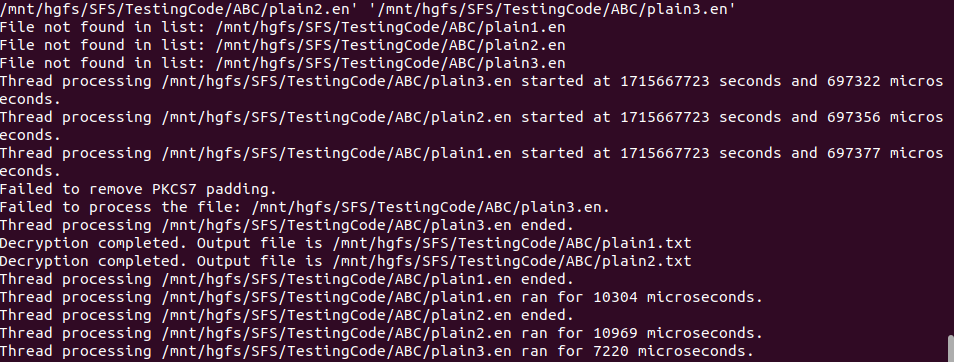 /mnt/hgfs/SFS/TestingCode/ABC/plain2.en' '/mnt/hgfs/SFS/TestingCode/ABC/plain3.en'
File not found in list: /mnt/hgfs/SFS/TestingCode/ABC/plain1.en
File not found in list: /mnt/hgfs/SFS/TestingCode/ABC/plain2.en
File not found in list: /mnt/hgfs/SFS/TestingCode/ABC/plain3.en
Thread processing /mnt/hgfs/SFS/TestingCode/ABC/plain3.en started at 1715667723 seconds and 697322 micros
econds.
Thread processing /mnt/hgfs/SFS/TestingCode/ABC/plain2.en started at 1715667723 seconds and 697356 micros
econds.
Thread processing /mnt/hgfs/SFS/TestingCode/ABC/plain1.en started at 1715667723 seconds and 697377 micros
econds.
Failed to remove PKCS7 padding.
Failed to process the file: /mnt/hgfs/SFS/TestingCode/ABC/plain3.en.
Thread processing /mnt/hgfs/SFS/TestingCode/ABC/plain3.en ended.
Decryption completed. Output file is /mnt/hgfs/SFS/TestingCode/ABC/plain1.txt
Decryption completed. Output file is /mnt/hgfs/SFS/TestingCode/ABC/plain2.txt
Thread processing /mnt/hgfs/SFS/TestingCode/ABC/plain1.en ended.
Thread processing /mnt/hgfs/SFS/TestingCode/ABC/plain1.en ran for 10304 microseconds.
Thread processing /mnt/hgfs/SFS/TestingCode/ABC/plain2.en ended.
Thread processing /mnt/hgfs/SFS/TestingCode/ABC/plain2.en ran for 10969 microseconds.
Thread processing /mnt/hgfs/SFS/TestingCode/ABC/plain3.en ran for 7220 microseconds.